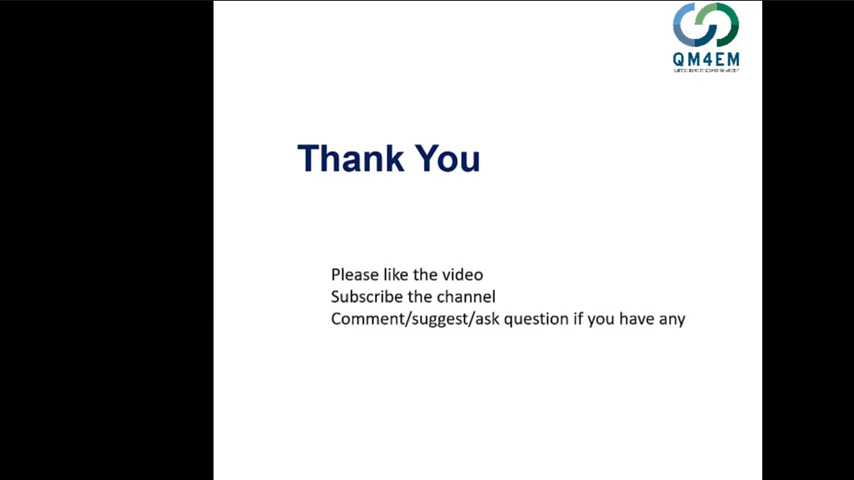 QM4EM
Thank You
Please like the video
Subscribe the channel
Comment/suggest/ask question if you have any